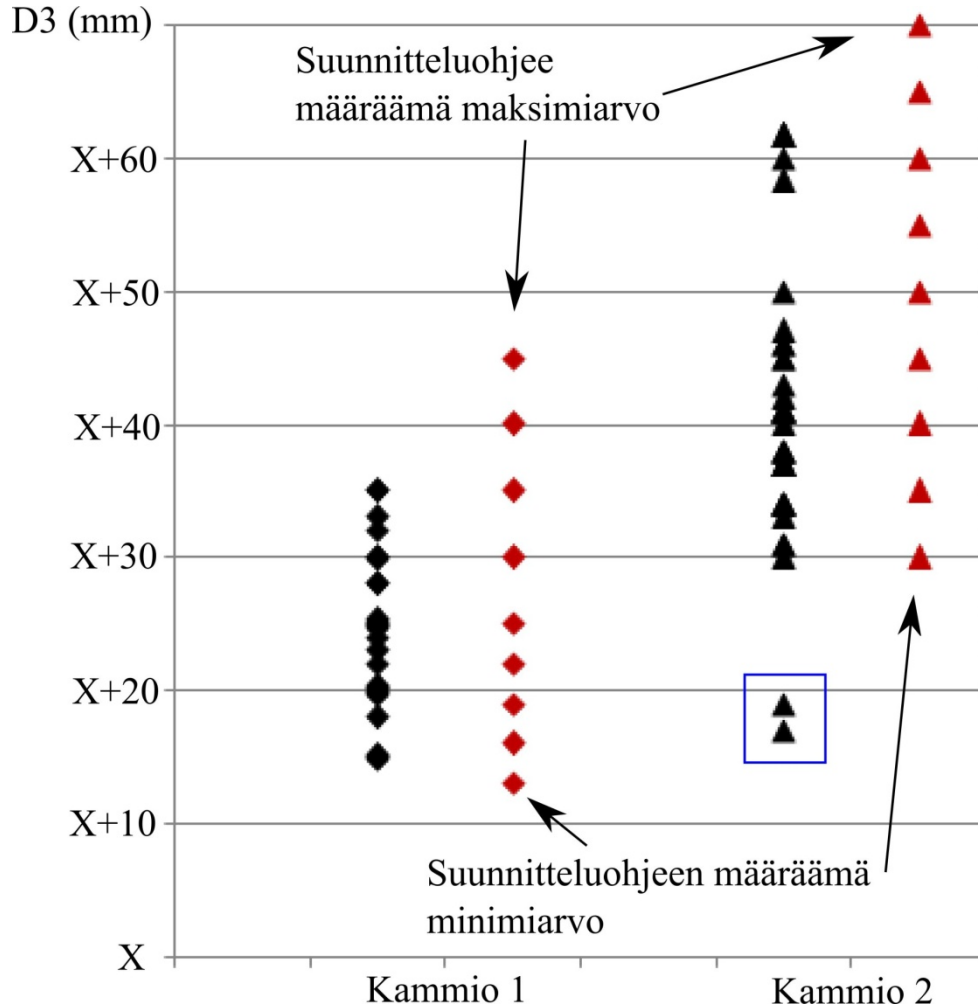 D3 (mm)
Suunnitteluohjee
määräämä maksimiarvo
X+60
X+50
X+40
X+30
X+20
X+10
Suunnitteluohjeen määräämä
minimiarvo
X
Kammio 1
Kammio 2